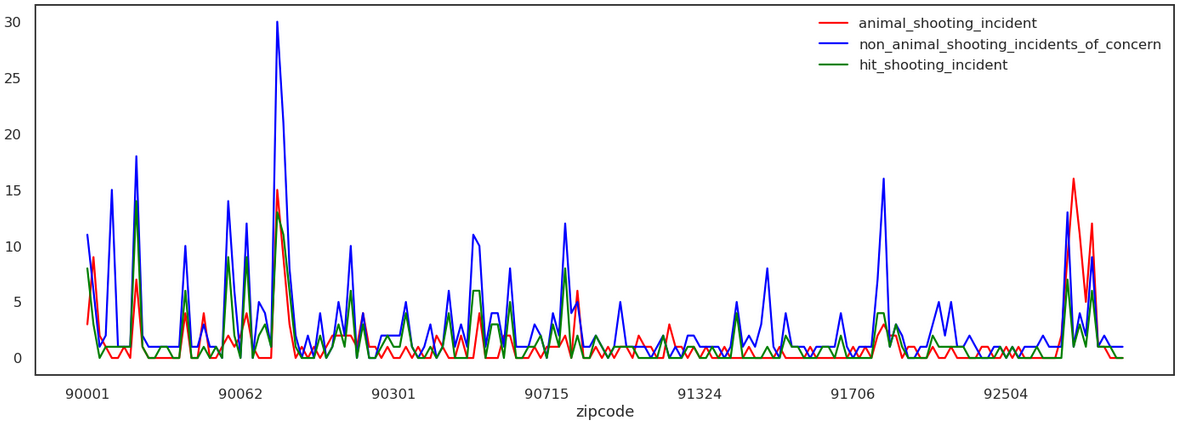 30
25
20
15
10
5
0
animal_shooting_incident
non_animal_shooting_incidents_of_concern
hit_shooting_incident
90001 90062 90301 90715 91324 91706 92504
zipcode